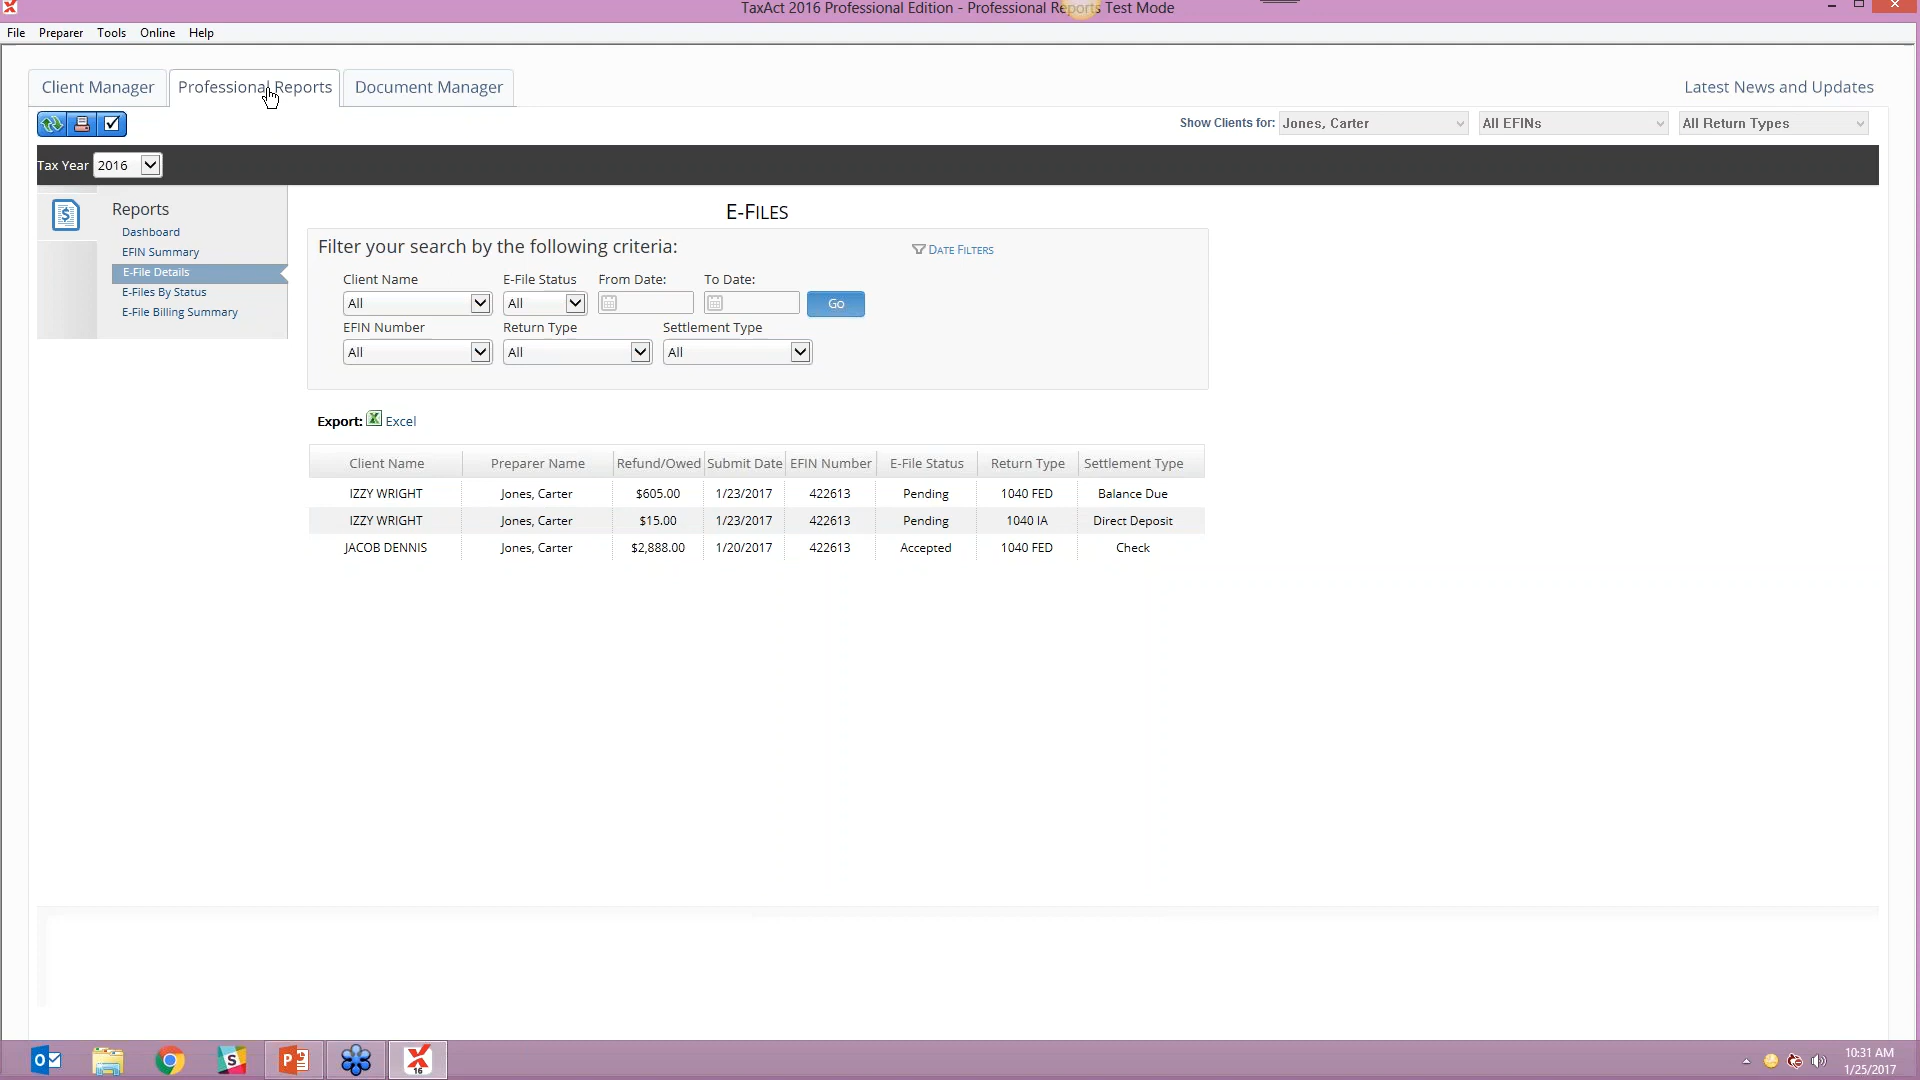 TaxAct 2016 Professional Edition - Professional Reports Test Mode
File Preparer Tools Online Help
Client Manager Professional Reports Document Manager Latest News and Updates
Show Clients for: Jones, Carter All EFINs All Return Types
Tax Year 2016
Reports
Dashboard
EFIN Summary
E-File Details
E-Files By Status
E-File Billing Summary
E-FILES
Filter your search by the following criteria: DATE FILTERS
Client Name E-File Status From Date: To Date:
All All Go
EFIN Number Return Type Settlement Type
All All All
Export: Excel
Client Name Preparer Name Refund/Owed Submit Date EFIN Number E-File Status Return Type Settlement Type
IZZY WRIGHT Jones, Carter $605.00 1/23/2017 422613 Pending 1040 FED Balance Due
IZZY WRIGHT Jones, Carter $15.00 1/23/2017 422613 Pending 1040 IA Direct Deposit
JACOB DENNIS Jones, Carter $2,888.00 1/20/2017 422613 Accepted 1040 FED Check
16
10:31 AM
1/25/2017